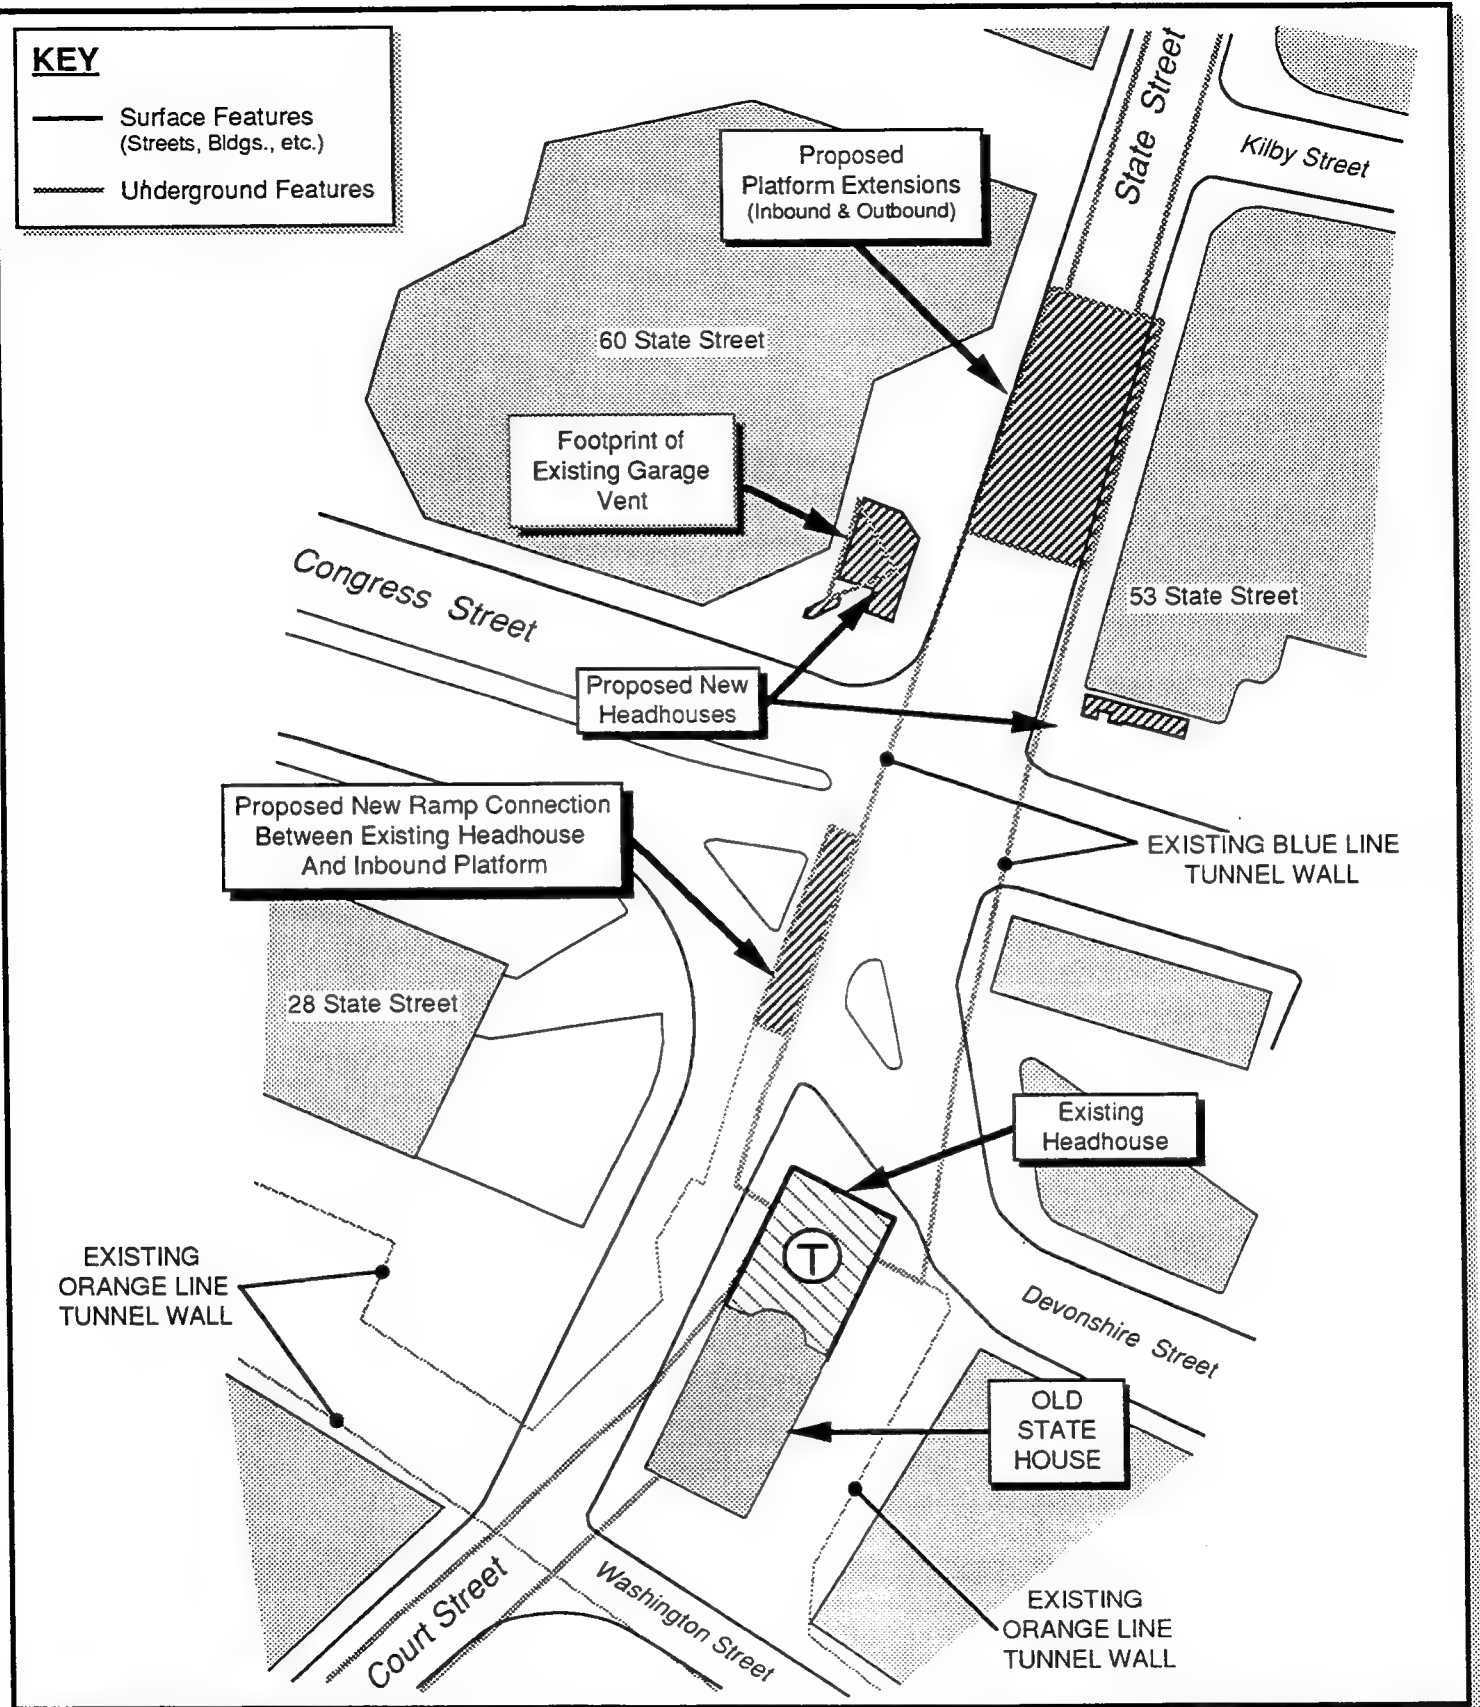 KEY
Surface Features
(Streets, Bldgs., etc.)
Underground Features
State Street
Kilby Street
Proposed
Platform Extensions
(Inbound & Outbound)
60 State Street
Footprint of
Existing Garage
Vent
Congress Street
53 State Street
Proposed New
Headhouses
Proposed New Ramp Connection
Between Existing Headhouse
And Inbound Platform
EXISTING BLUE LINE
TUNNEL WALL
28 State Street
Existing
Headhouse
T
EXISTING
ORANGE LINE
TUNNEL WALL
Devonshire Street
OLD
STATE
HOUSE
Court Street
Washington Street
EXISTING
ORANGE LINE
TUNNEL WALL